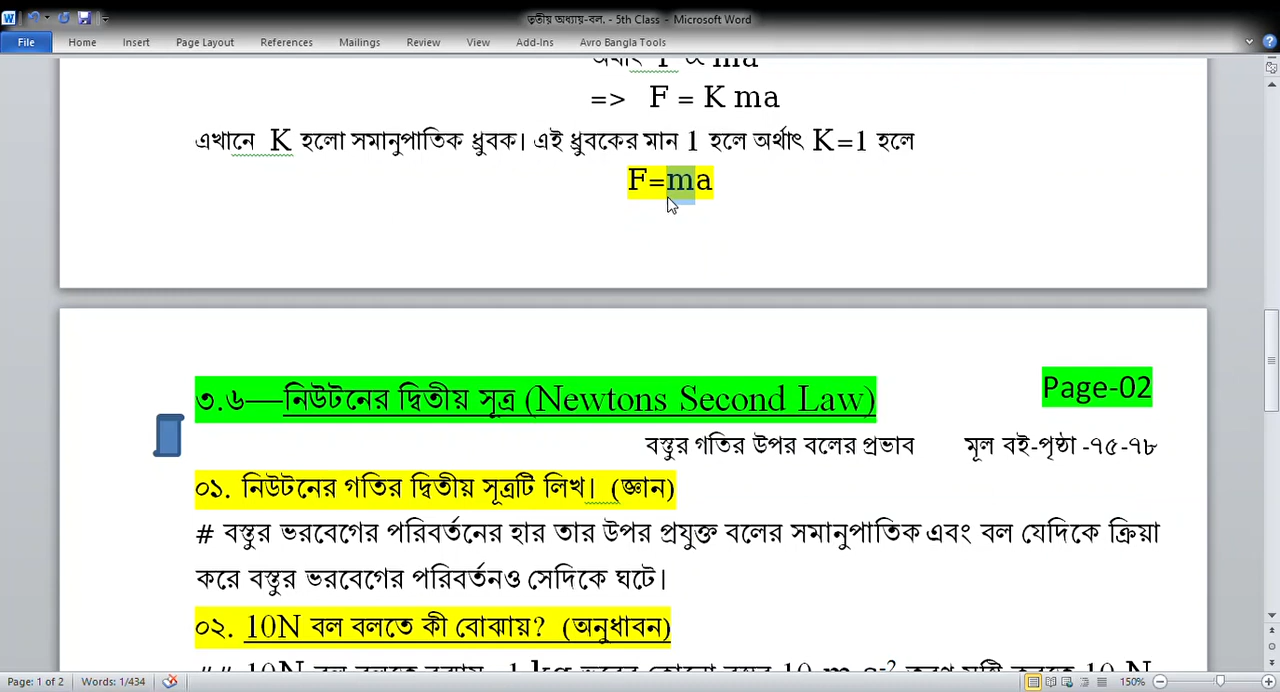 তৃতীয় অধ্যায়-বল. - 5th Class - Microsoft Word
File Home Insert Page Layout References Mailings Review View Add-Ins Avro Bangla Tools
=> F = K ma
এখানে K হলো সমানুপাতিক ধ্রুবক। এই ধ্রুবকের মান 1 হলে অর্থাৎ K=1 হলে
F=ma
৩.৬—নিউটনের দ্বিতীয় সূত্র (Newtons Second Law) Page-02
বস্তুর গতির উপর বলের প্রভাব মূল বই-পৃষ্ঠা -৭৫-৭৮
০১. নিউটনের গতির দ্বিতীয় সূত্রটি লিখ। (জ্ঞান)
# বস্তুর ভরবেগের পরিবর্তনের হার তার উপর প্রযুক্ত বলের সমানুপাতিক এবং বল যেদিকে ক্রিয়া
করে বস্তুর ভরবেগের পরিবর্তনও সেদিকে ঘটে।
০২. 10N বল বলতে কী বোঝায়? (অনুধাবন)
Page: 1 of 2 Words: 1/434 150%